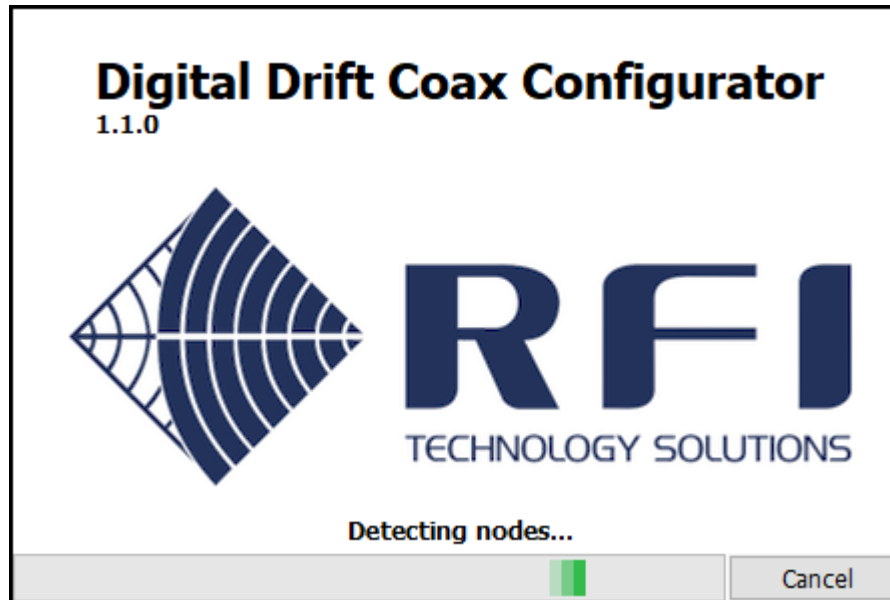 Digital Drift Coax Configurator
1.1.0
RFI
TECHNOLOGY SOLUTIONS
Detecting nodes...
Cancel